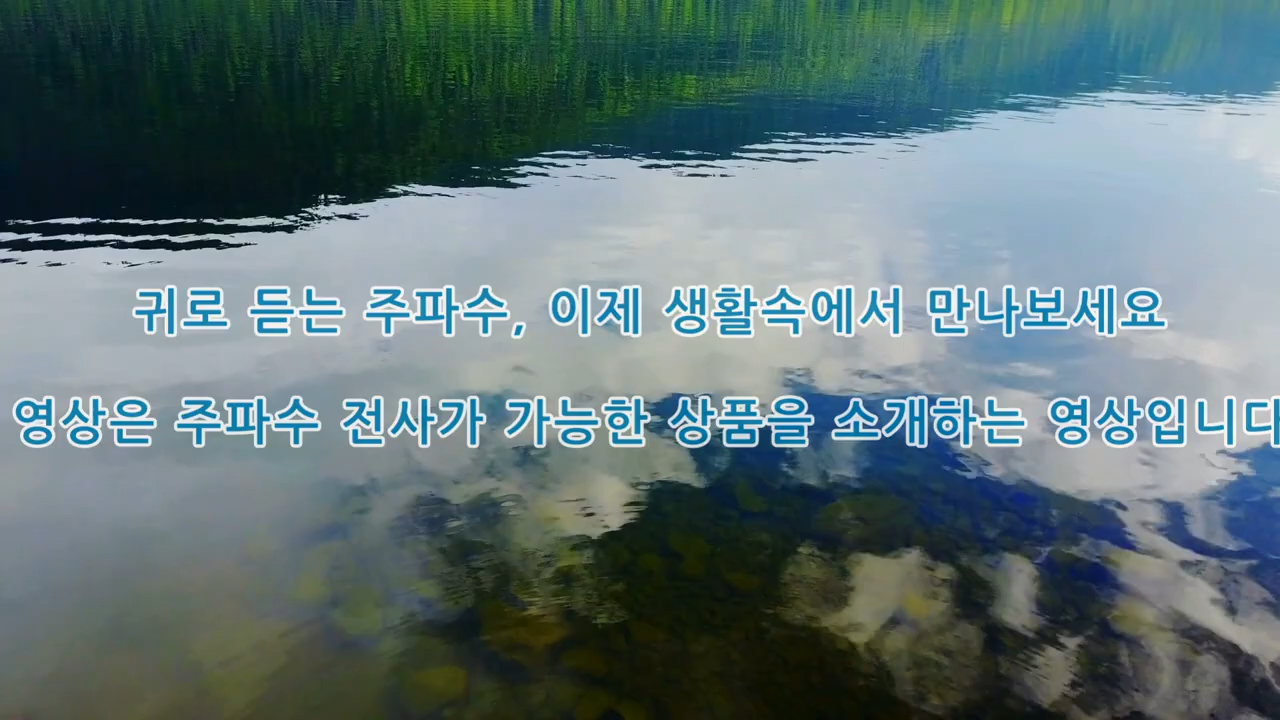 귀로 듣는 주파수, 이제 생활속에서 만나보세요
영상은 주파수 전사가 가능한 상품을 소개하는 영상입니다